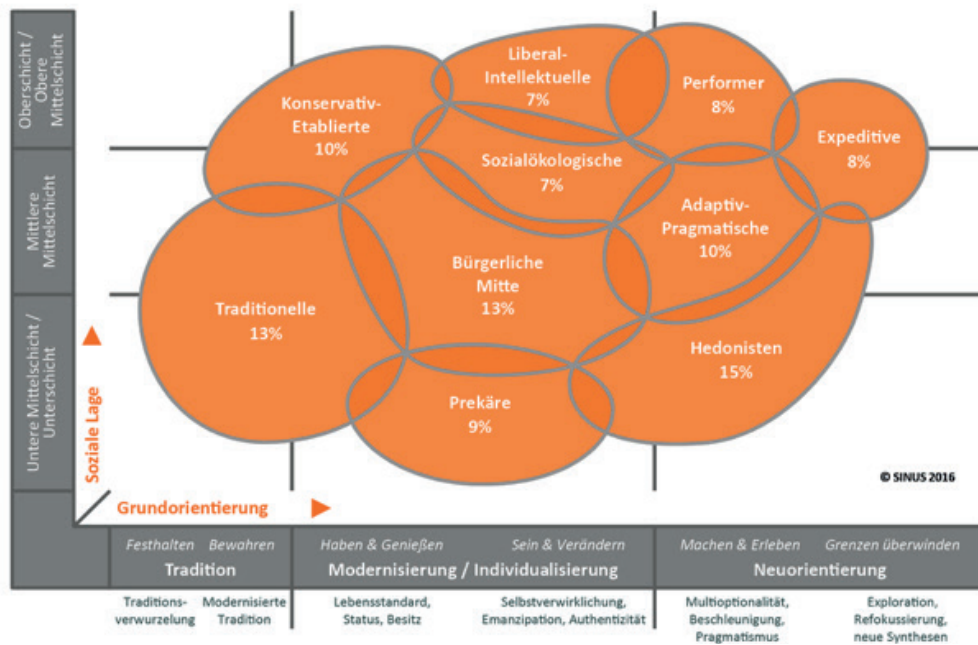 Oberschicht /
Obere
Mittelschicht
Mittlere
Mittelschicht
Untere Mittelschicht /
Unterschicht
Soziale Lage
Liberal-
Intellektuelle
7%
Performer
8%
Konservativ-
Etablierte
10%
Expeditive
8%
Sozialökologische
7%
Adaptiv-
Pragmatische
10%
Bürgerliche
Mitte
13%
Traditionelle
13%
Hedonisten
15%
Prekäre
9%
© SINUS 2016
Grundorientierung
Festhalten Bewahren
Tradition
Haben & Genießen Sein & Verändern
Modernisierung / Individualisierung
Machen & Erleben Grenzen überwinden
Neuorientierung
Traditions-
verwurzelung
Modernisierte
Tradition
Lebensstandard,
Status, Besitz
Selbstverwirklichung,
Emanzipation, Authentizität
Multioptionalität,
Beschleunigung,
Pragmatismus
Exploration,
Refokussierung,
neue Synthesen